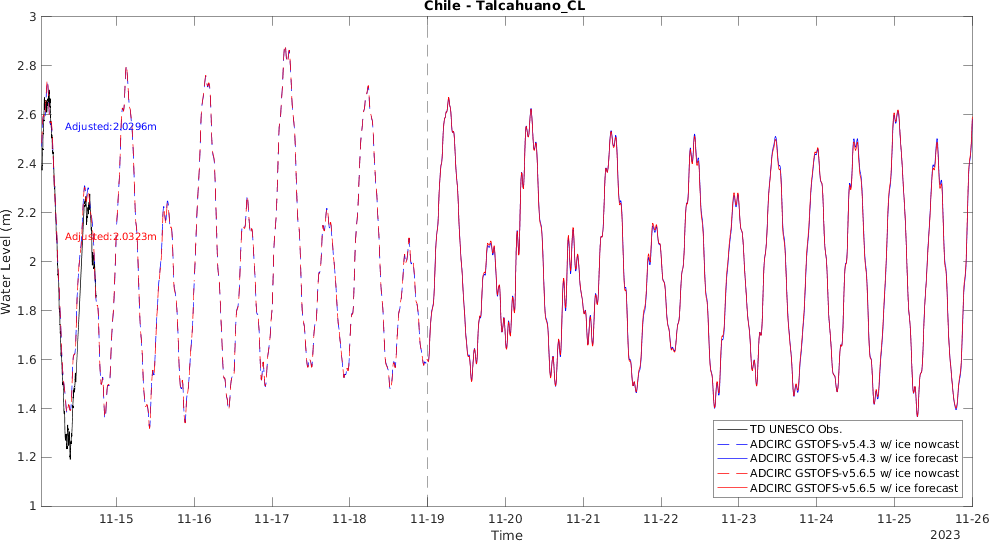 Chile - Talcahuano_CL
3
2.8
2.6
2.4
2.2
2
1.8
1.6
1.4
1.2
1
Water Level (m)
Adjusted:2.0296m
Adjusted:2.0323m
TD UNESCO Obs.
ADCIRC GSTOFS-v5.4.3 w/ ice nowcast
ADCIRC GSTOFS-v5.4.3 w/ ice forecast
ADCIRC GSTOFS-v5.6.5 w/ ice nowcast
ADCIRC GSTOFS-v5.6.5 w/ ice forecast
11-15 11-16 11-17 11-18 11-19 11-20 11-21 11-22 11-23 11-24 11-25 11-26
Time
2023